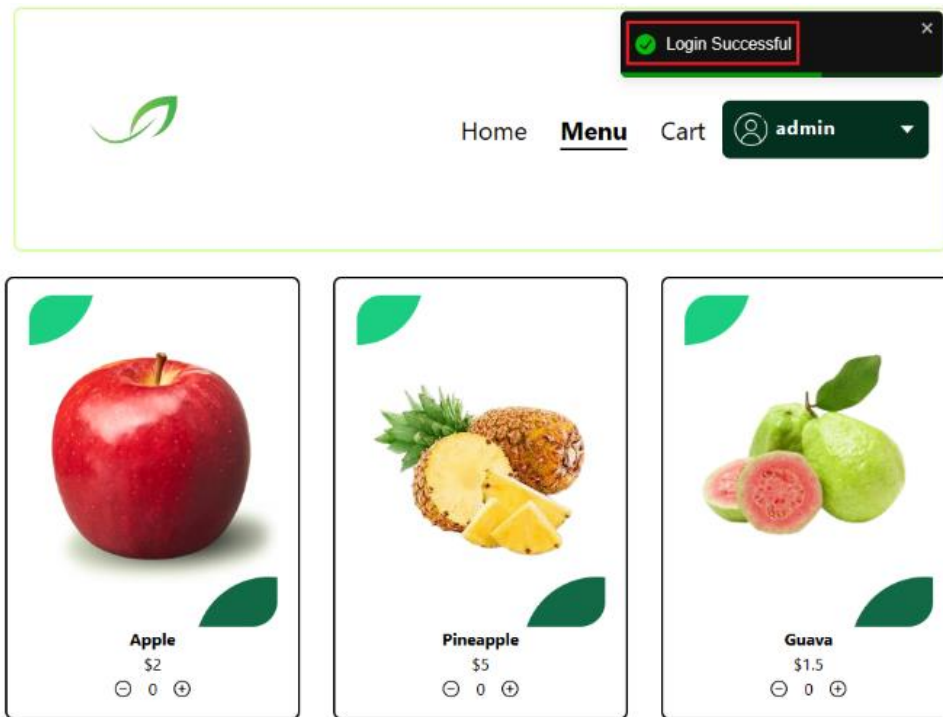 Login Successful
Home Menu Cart admin
Apple
$2
0
Pineapple
$5
0
Guava
$1.5
0